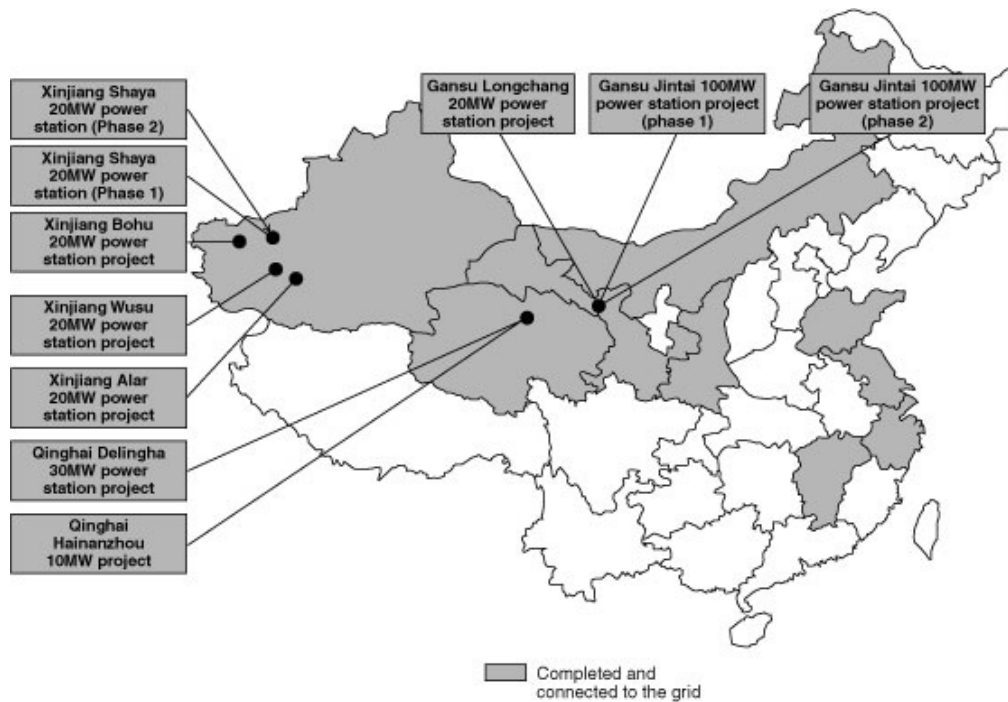 Xinjiang Shaya
20MW power
station (Phase 2)
Xinjiang Shaya
20MW power
station (Phase 1)
Xinjiang Bohu
20MW power
station project
Xinjiang Wusu
20MW power
station project
Xinjiang Alar
20MW power
station project
Qinghai Delingha
30MW power
station project
Qinghai
Hainanzhou
10MW project
Gansu Longchang
20MW power
station project
Gansu Jintai 100MW
power station project
(phase 1)
Gansu Jintai 100MW
power station project
(phase 2)
Completed and
connected to the grid